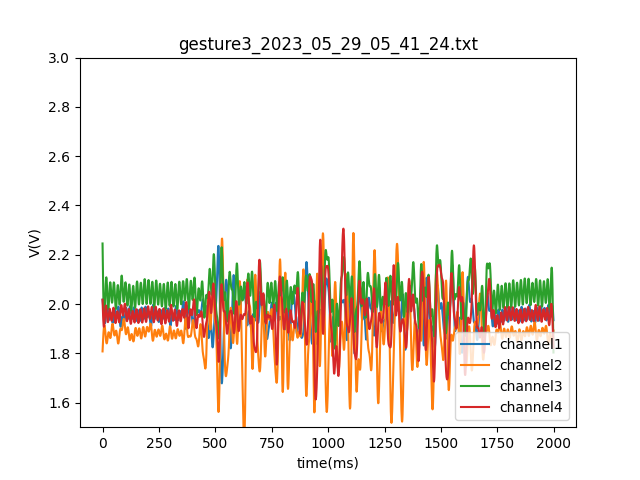 gesture3_2023_05_29_05_41_24.txt
3.0
2.8
2.6
2.4
2.2
2.0
1.8
1.6
V(V)
channel1
channel2
channel3
channel4
0 250 500 750 1000 1250 1500 1750 2000
time(ms)